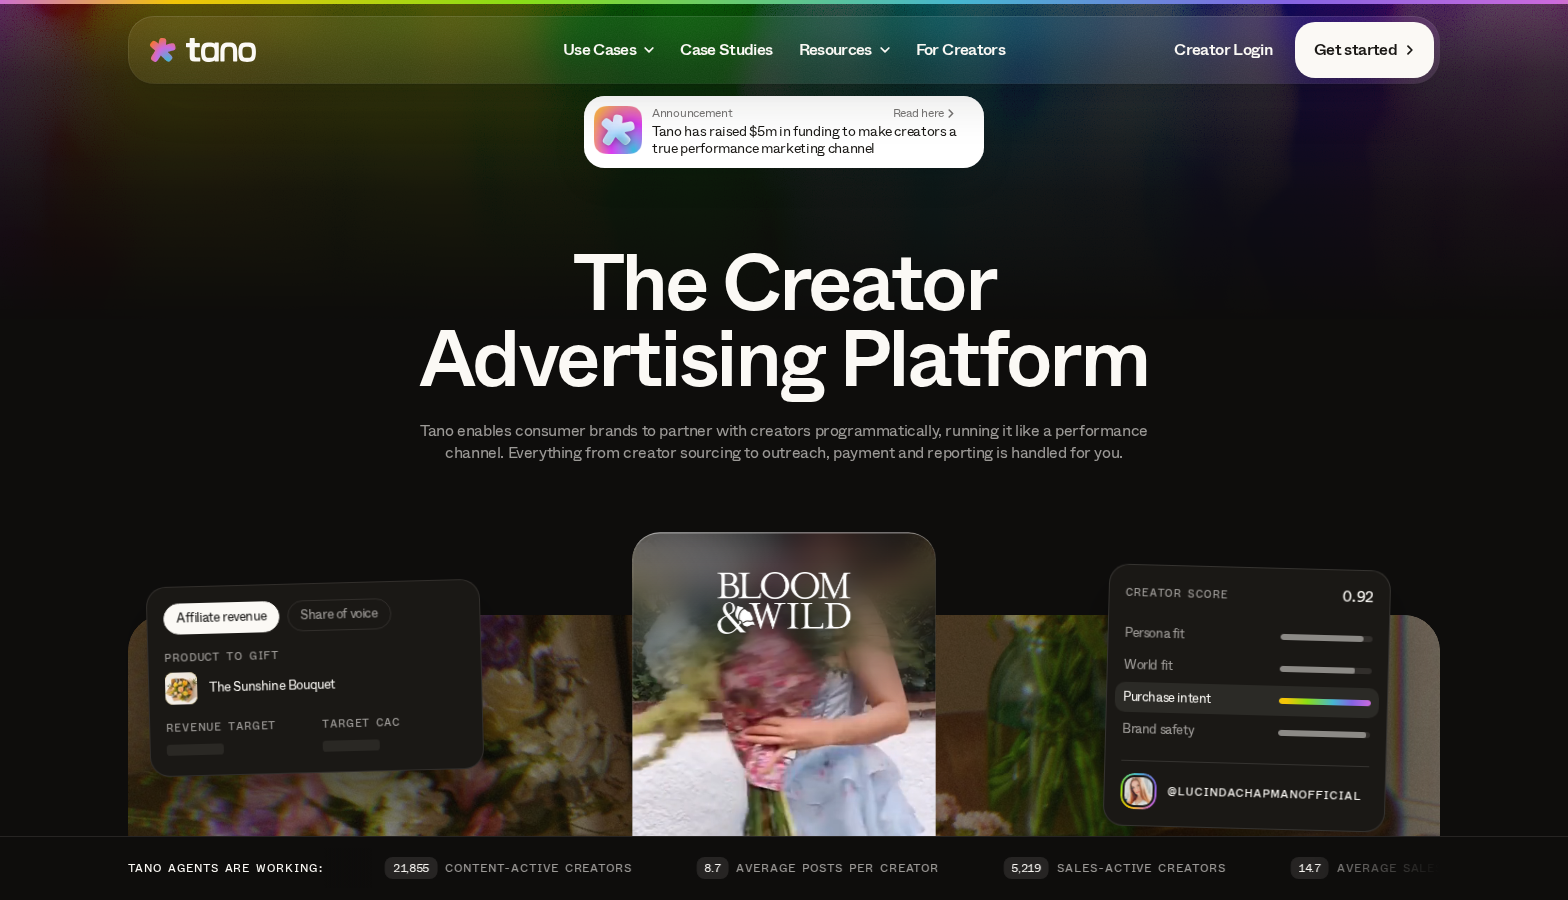 tano
Use Cases
Case Studies
Resources
For Creators
Creator Login
Get started
Announcement
Read here
Tano has raised $5m in funding to make creators a
true performance marketing channel
The Creator
Advertising Platform
Tano enables consumer brands to partner with creators programmatically, running it like a performance
channel. Everything from creator sourcing to outreach, payment and reporting is handled for you.
Affiliate revenue
Share of voice
PRODUCT TO GIFT
The Sunshine Bouquet
REVENUE TARGET
TARGET CAC
BLOOM
&WILD
CREATOR SCORE
0.92
Persona fit
World fit
Purchase intent
Brand safety
@LUCINDACHAPMANOFFICIAL
TANO AGENTS ARE WORKING:
21,855 CONTENT-ACTIVE CREATORS
8.7 AVERAGE POSTS PER CREATOR
5,219 SALES-ACTIVE CREATORS
14.7 AVERAGE SALE